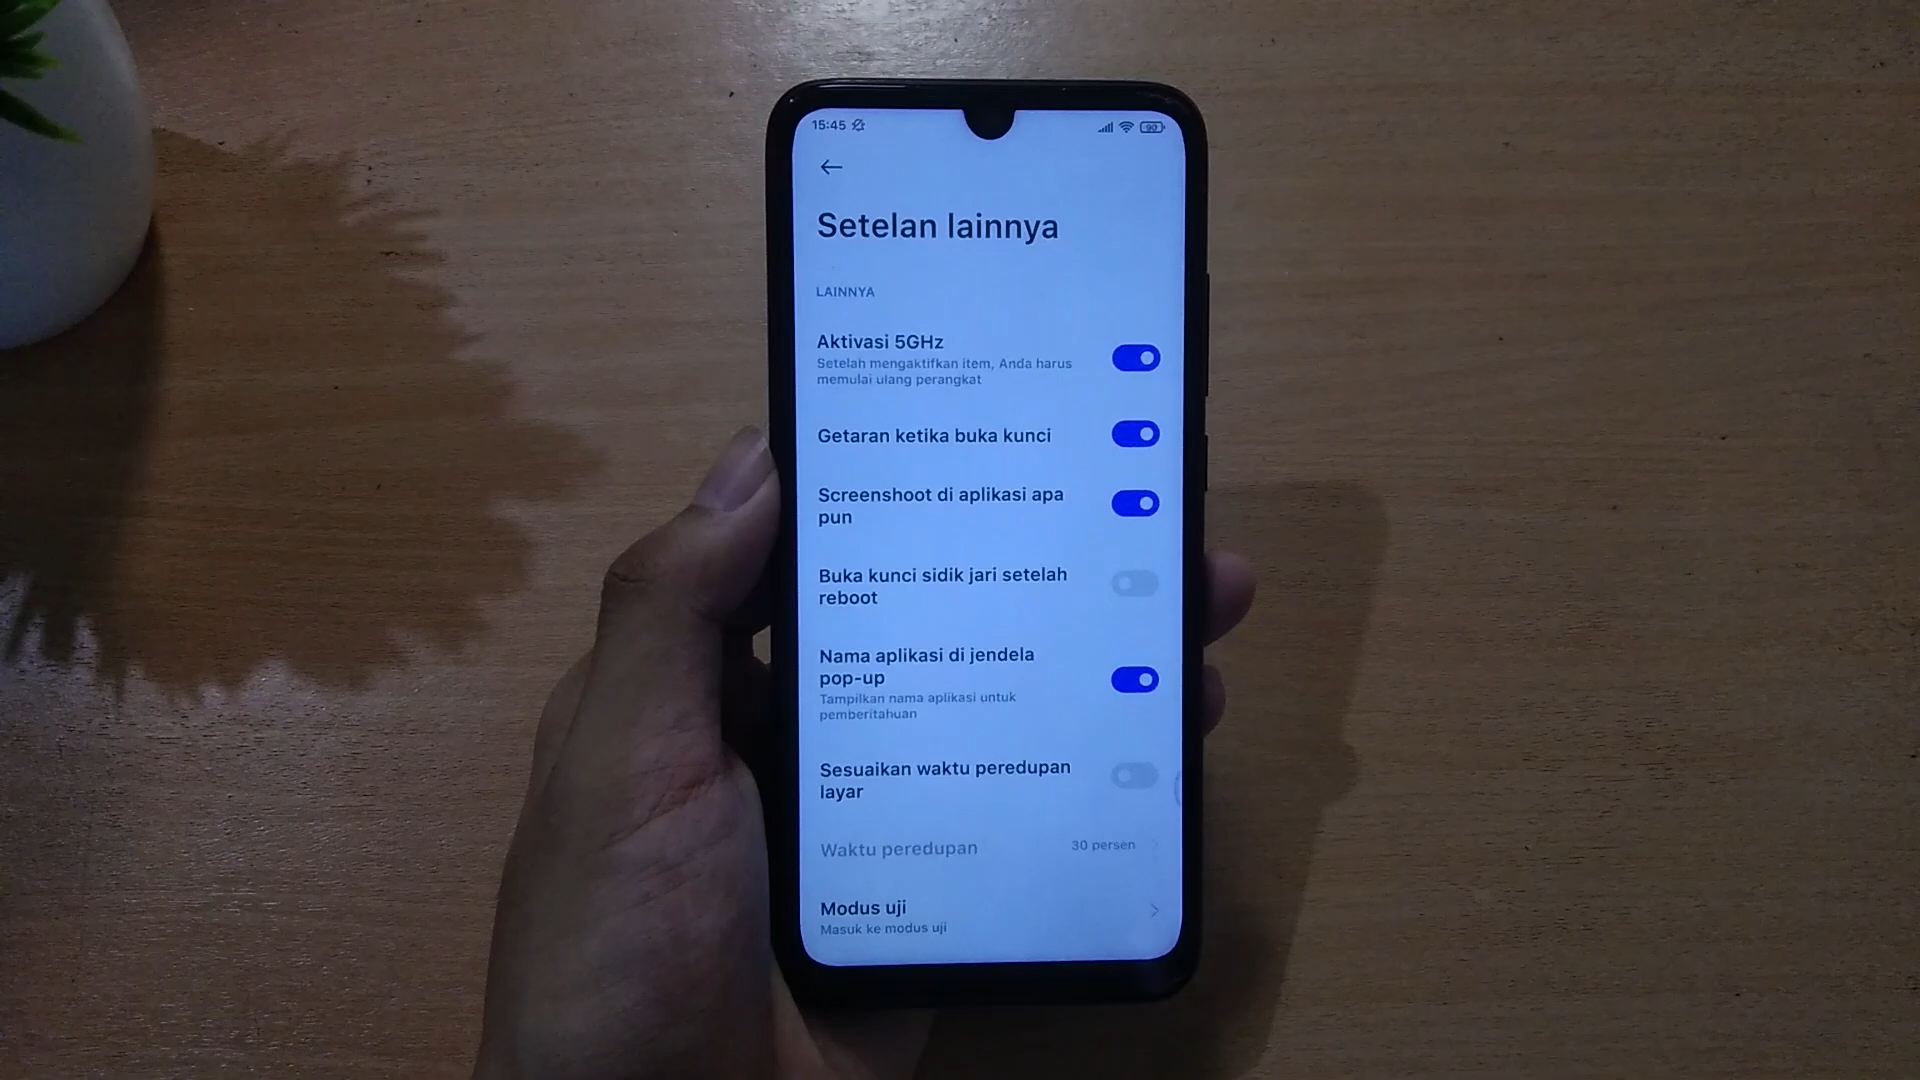 15:45
90
Setelan lainnya
LAINNYA
Aktivasi 5GHz
Setelah mengaktifkan item, Anda harus
memulai ulang perangkat
Getaran ketika buka kunci
Screenshoot di aplikasi apa
pun
Buka kunci sidik jari setelah
reboot
Nama aplikasi di jendela
pop-up
Tampilkan nama aplikasi untuk
pemberitahuan
Sesuaikan waktu peredupan
layar
Waktu peredupan 30 persen
Modus uji
Masuk ke modus uji